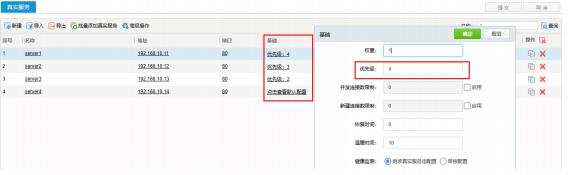 真实服务
提交
取消
新建 导入 导出 批量添加真实服务 高级操作
查询
序号 名称 地址 端口 基础 操作
1 server1 192.168.10.11 80 优先级：4
2 server2 192.168.10.12 80 优先级：3
3 server3 192.168.10.13 80 优先级：2
4 server4 192.168.10.14 80 点击查看默认配置
基础 确定 取消
权重: 1
优先级: 4
并发连接数限制: 0 启用
新建连接数限制: 0 启用
恢复时间: 0
温暖时间: 10
健康监测: 继承真实服务组配置 单独配置